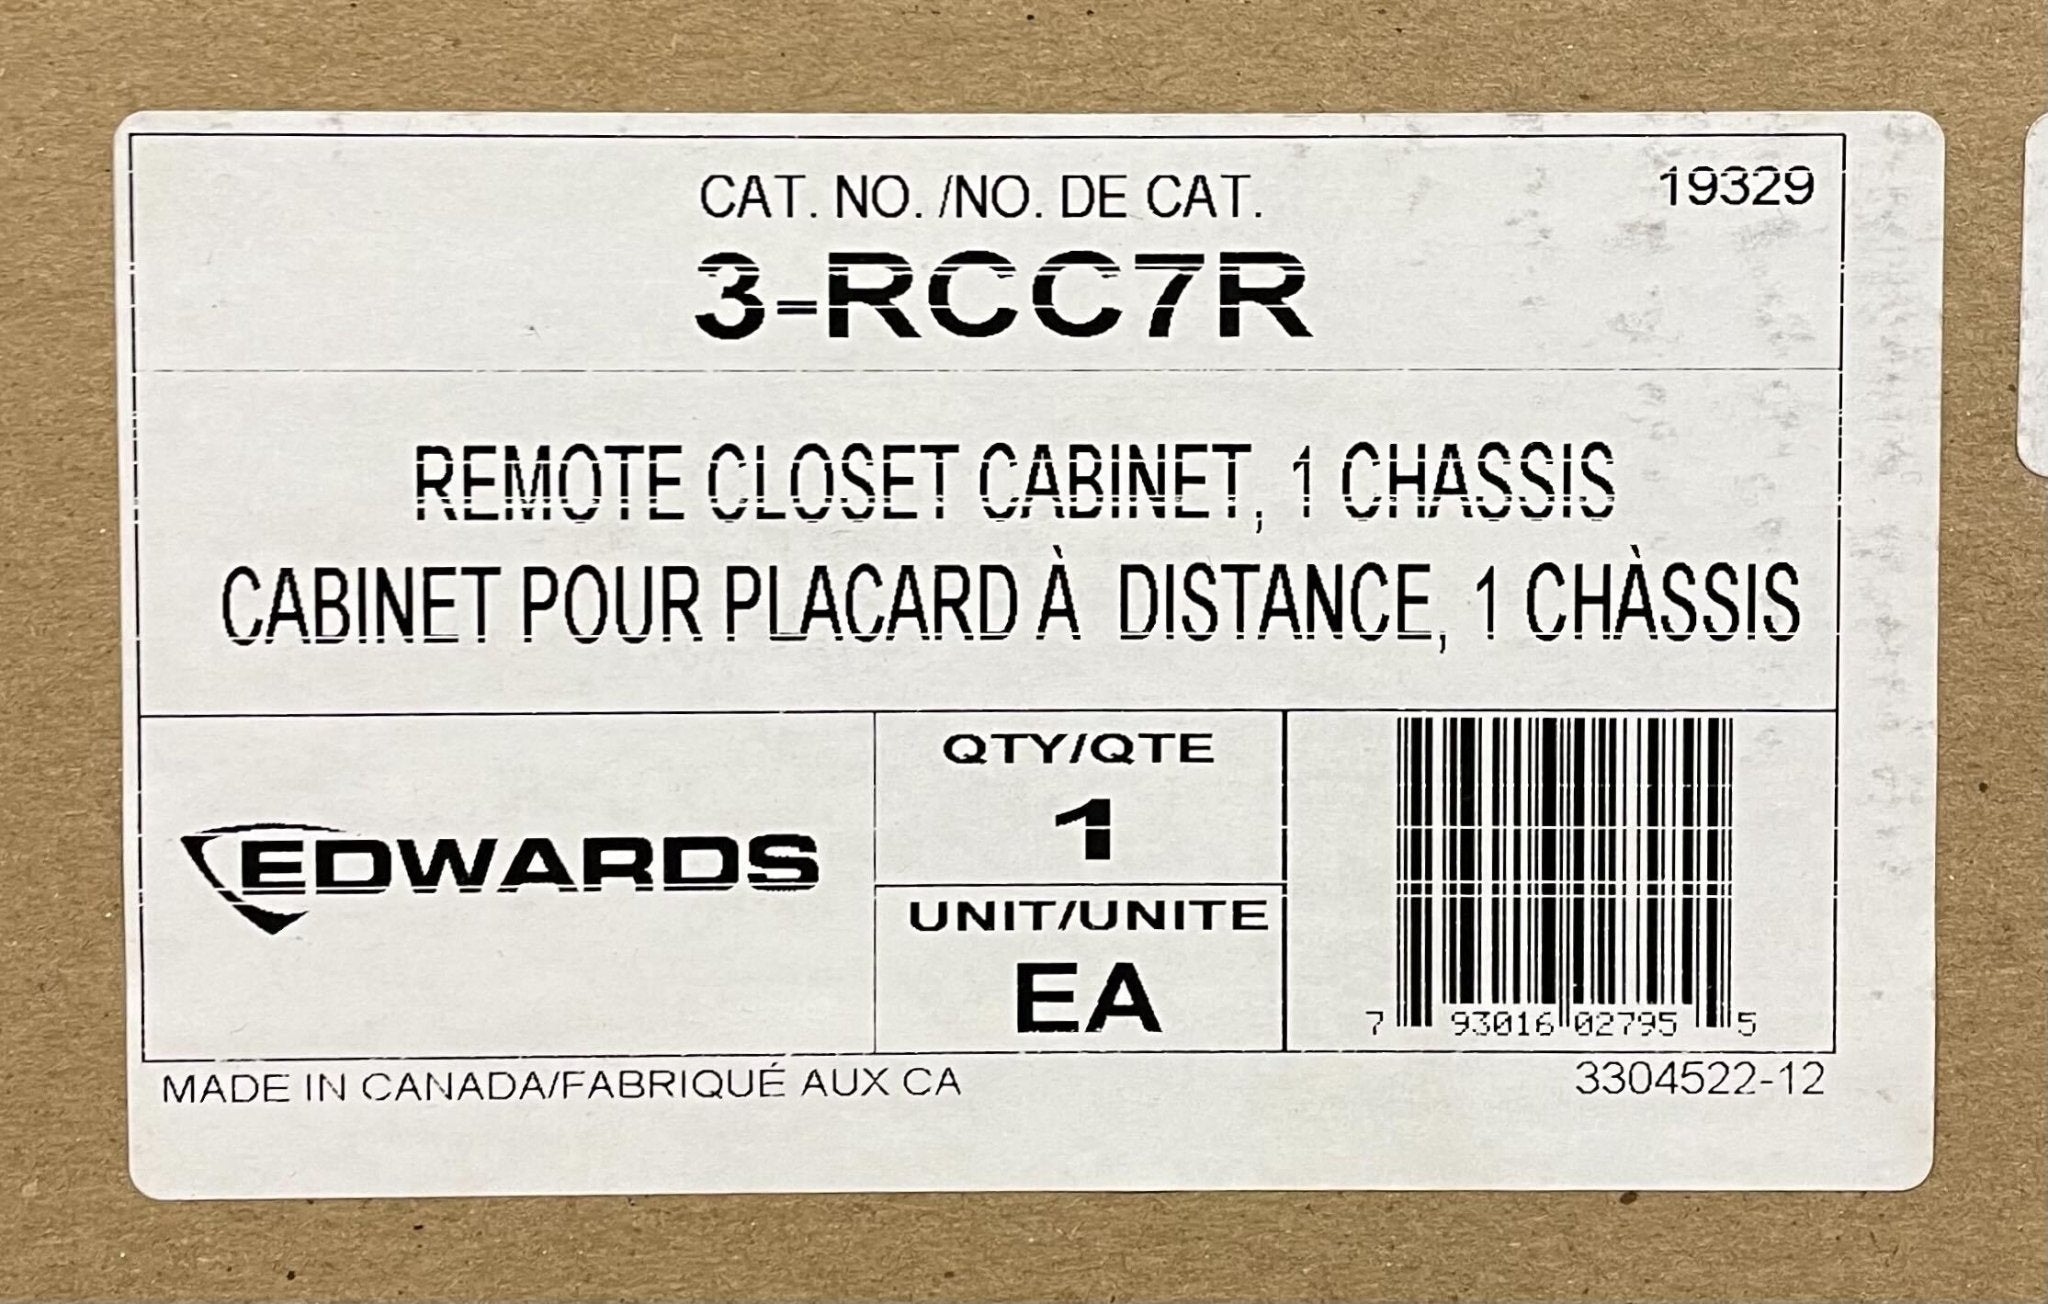 CAT. NO. /NO. DE CAT.
19329
3-RCC7R
REMOTE CLOSET CABINET, 1 CHASSIS
CABINET POUR PLACARD À DISTANCE, 1 CHÀSSIS
EDWARDS
QTY/QTE
1
UNIT/UNITE
EA
7 93016 02795 5
MADE IN CANADA/FABRIQUÉ AUX CA
3304522-12